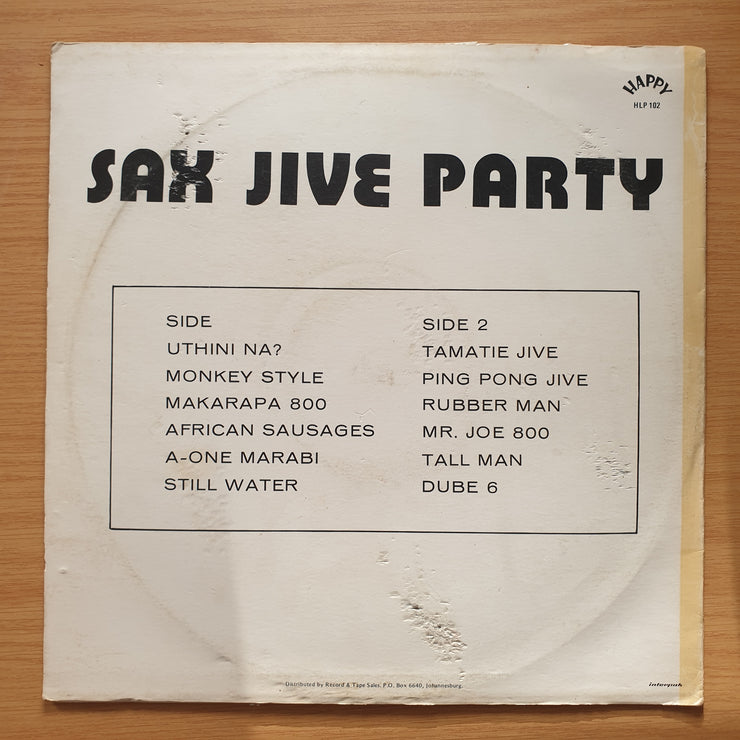 HAPPY
HLP 102
SAX JIVE PARTY
SIDE
UTHINI NA?
MONKEY STYLE
MAKARAPA 800
AFRICAN SAUSAGES
A-ONE MARABI
STILL WATER
SIDE 2
TAMATIE JIVE
PING PONG JIVE
RUBBER MAN
MR. JOE 800
TALL MAN
DUBE 6
Distributed by Record & Tape Sales, P.O. Box 6640, Johannesburg.
interpak